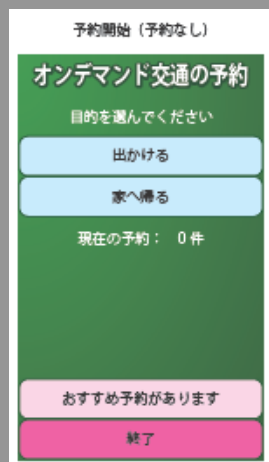 予約開始（予約なし）
オンデマンド交通の予約
目的を選んでください
出かける
家へ帰る
現在の予約： 0 件
おすすめ予約があります
終了